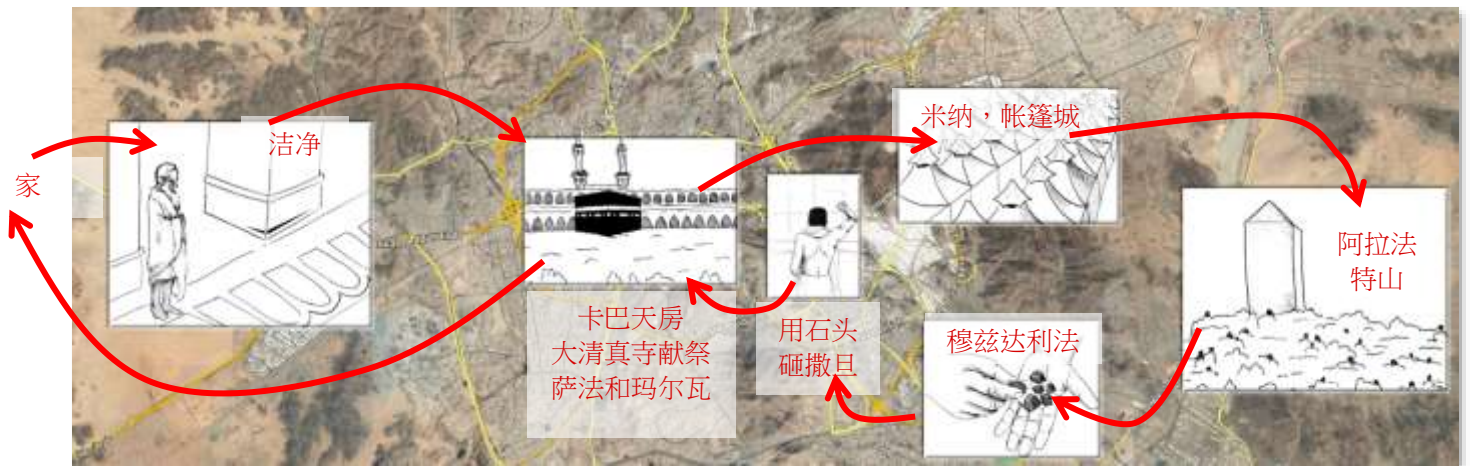 家
洁净
卡巴天房
大清真寺献祭
萨法和玛尔瓦
米纳，帐篷城
阿拉法
特山
穆兹达利法
用石头
砸撒旦